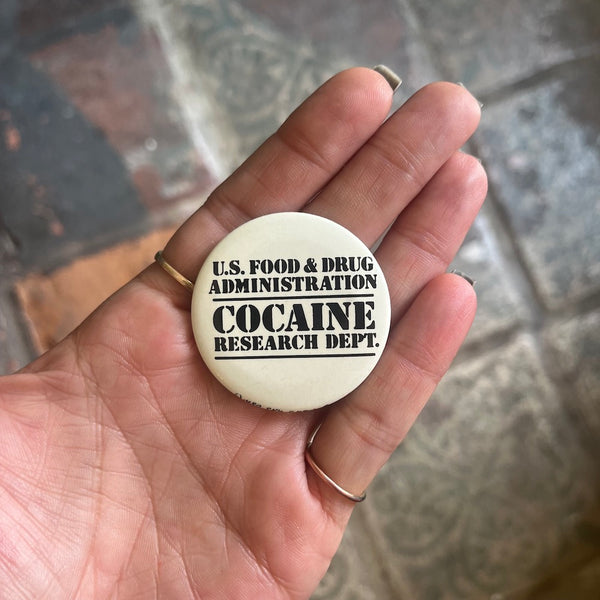 U.S. FOOD & DRUG
ADMINISTRATION
COCAINE
RESEARCH DEPT.